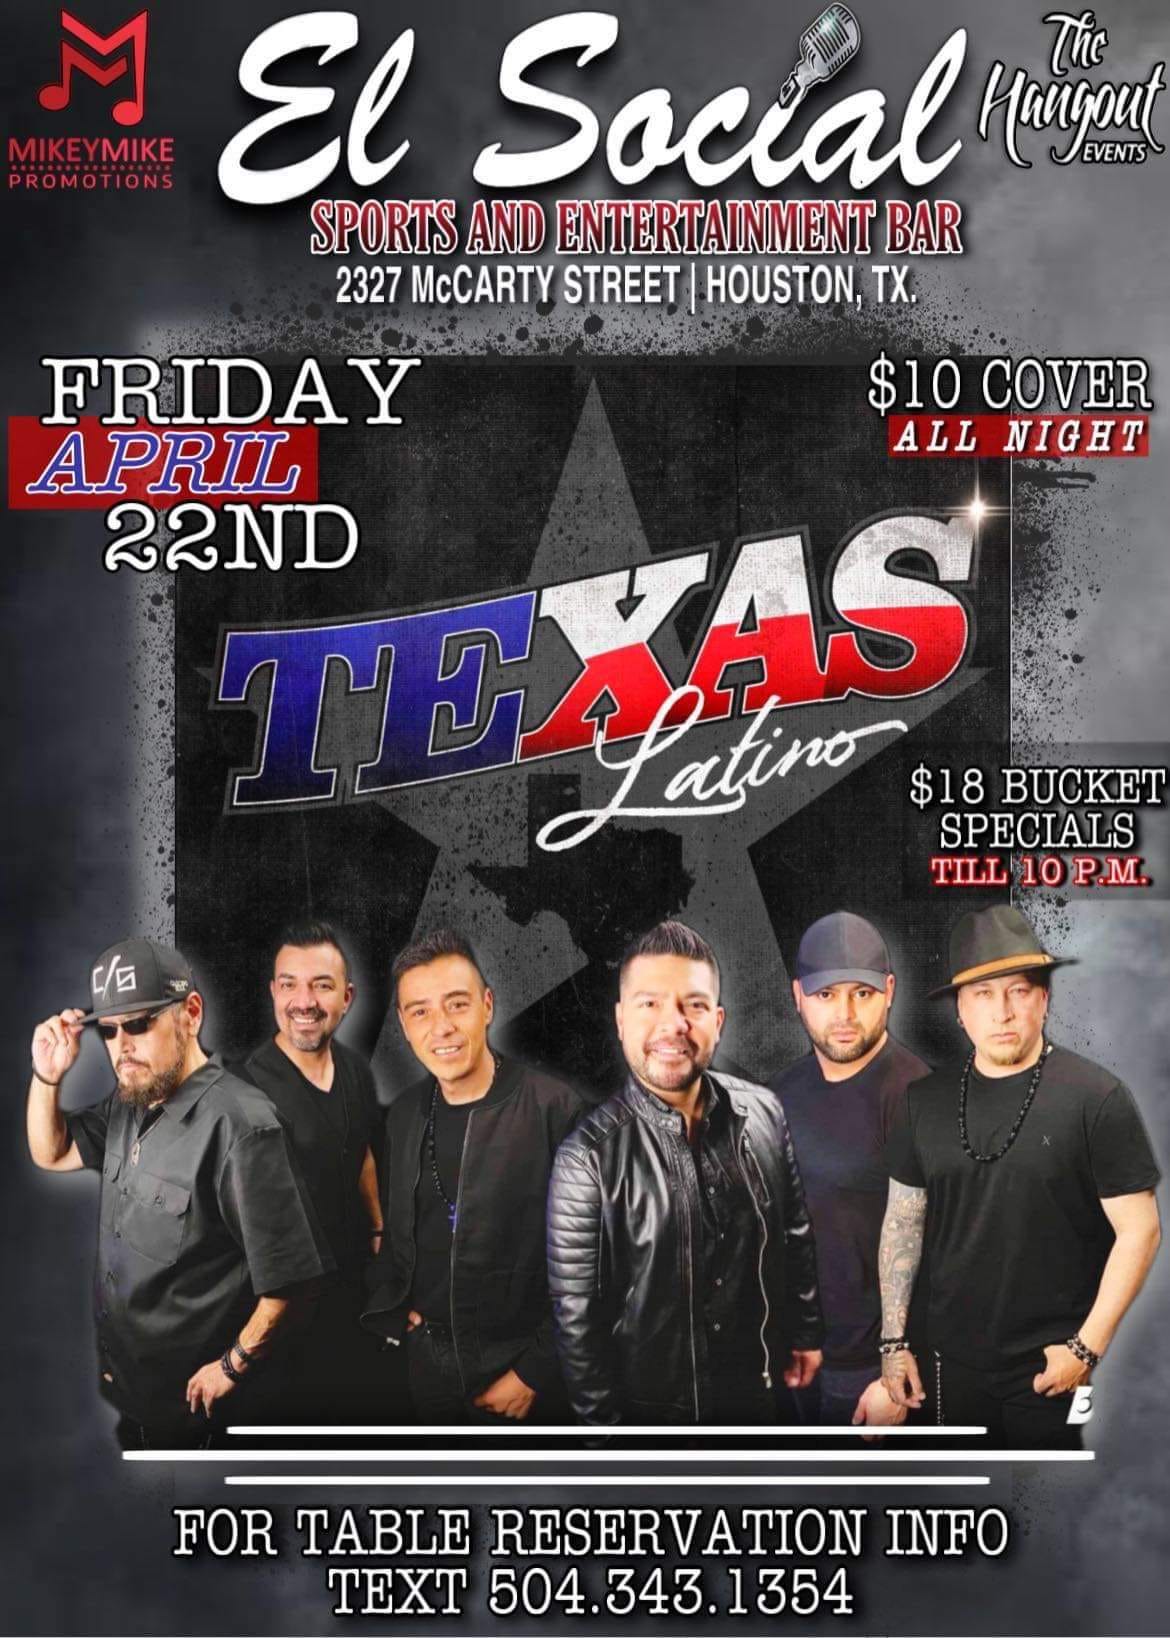 MIKEYMIKE
PROMOTIONS
El Social
The
Hangout
EVENTS
SPORTS AND ENTERTAINMENT BAR
2327 McCARTY STREET | HOUSTON, TX.
FRIDAY
APRIL
22ND
$10 COVER
ALL NIGHT
TEXAS
Latino
$18 BUCKET
SPECIALS
TILL 10 P.M.
C/S
X
FOR TABLE RESERVATION INFO
TEXT 504.343.1354